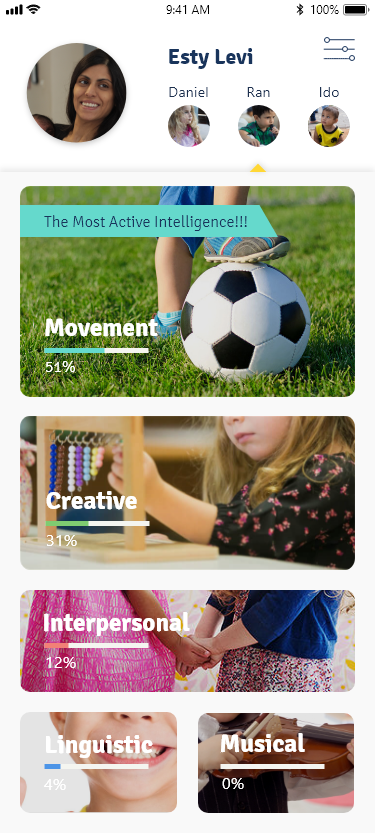 9:41 AM 100%
Esty Levi
Daniel Ran Ido
The Most Active Intelligence!!!
Movement
51%
Creative
31%
Interpersonal
12%
Linguistic
4%
Musical
0%